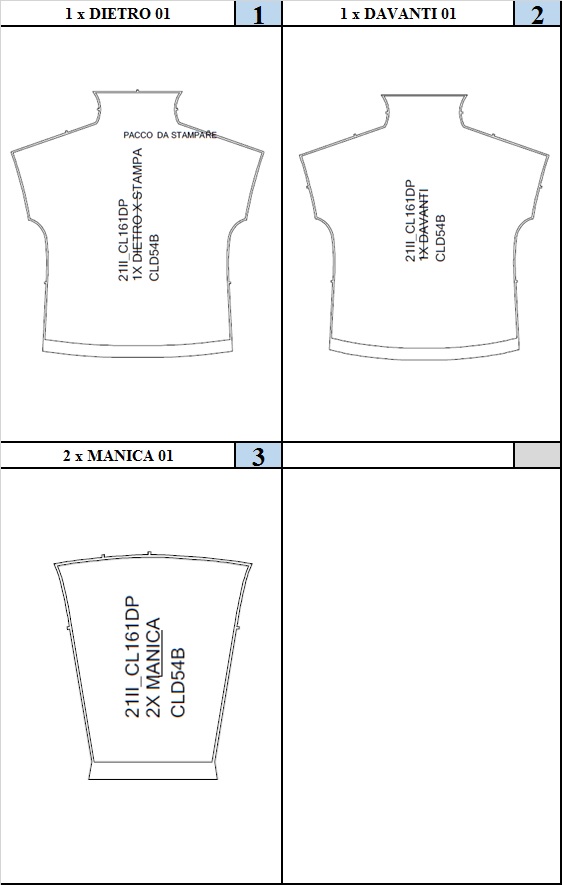 1 x DIETRO 01
1
1 x DAVANTI 01
2
PACCO DA STAMPARE
21II_CL161DP
1X DIETRO X STAMPA
CLD54B
21II_CL161DP
1X DAVANTI
CLD54B
2 x MANICA 01
3
21II_CL161DP
2X MANICA
CLD54B